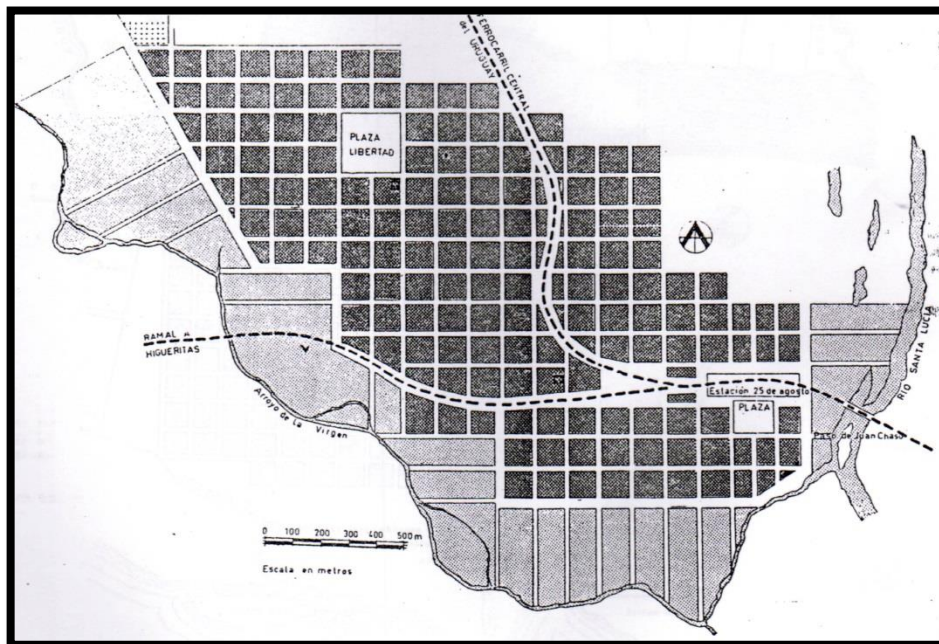 FERROCARRIL CENTRAL
del URUGUAY
PLAZA
LIBERTAD
RAMAL A
HIGUERITAS
RIO SANTA LUCIA
Estación 25 de agosto
PLAZA
Paso de Juan Chaso
Arroyo de la Virgen
0 100 200 300 400 500m
Escala en metros